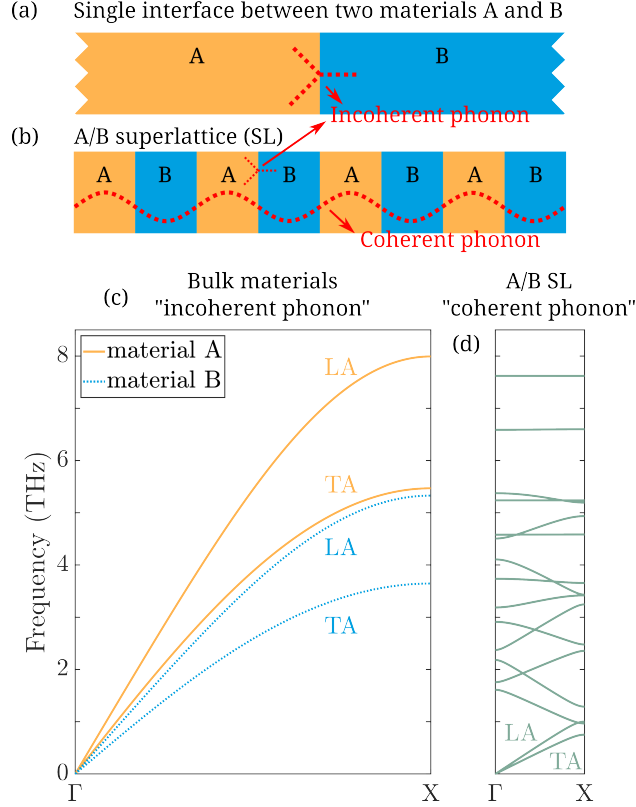 (a) Single interface between two materials A and B
A B
Incoherent phonon
(b) A/B superlattice (SL)
A B A B A B A B
Coherent phonon
(c) Bulk materials
"incoherent phonon"
A/B SL
"coherent phonon"
(d)
material A
material B
LA
TA
LA
TA
Frequency (THz)
8
6
4
2
0
Γ X
LA
TA
Γ X